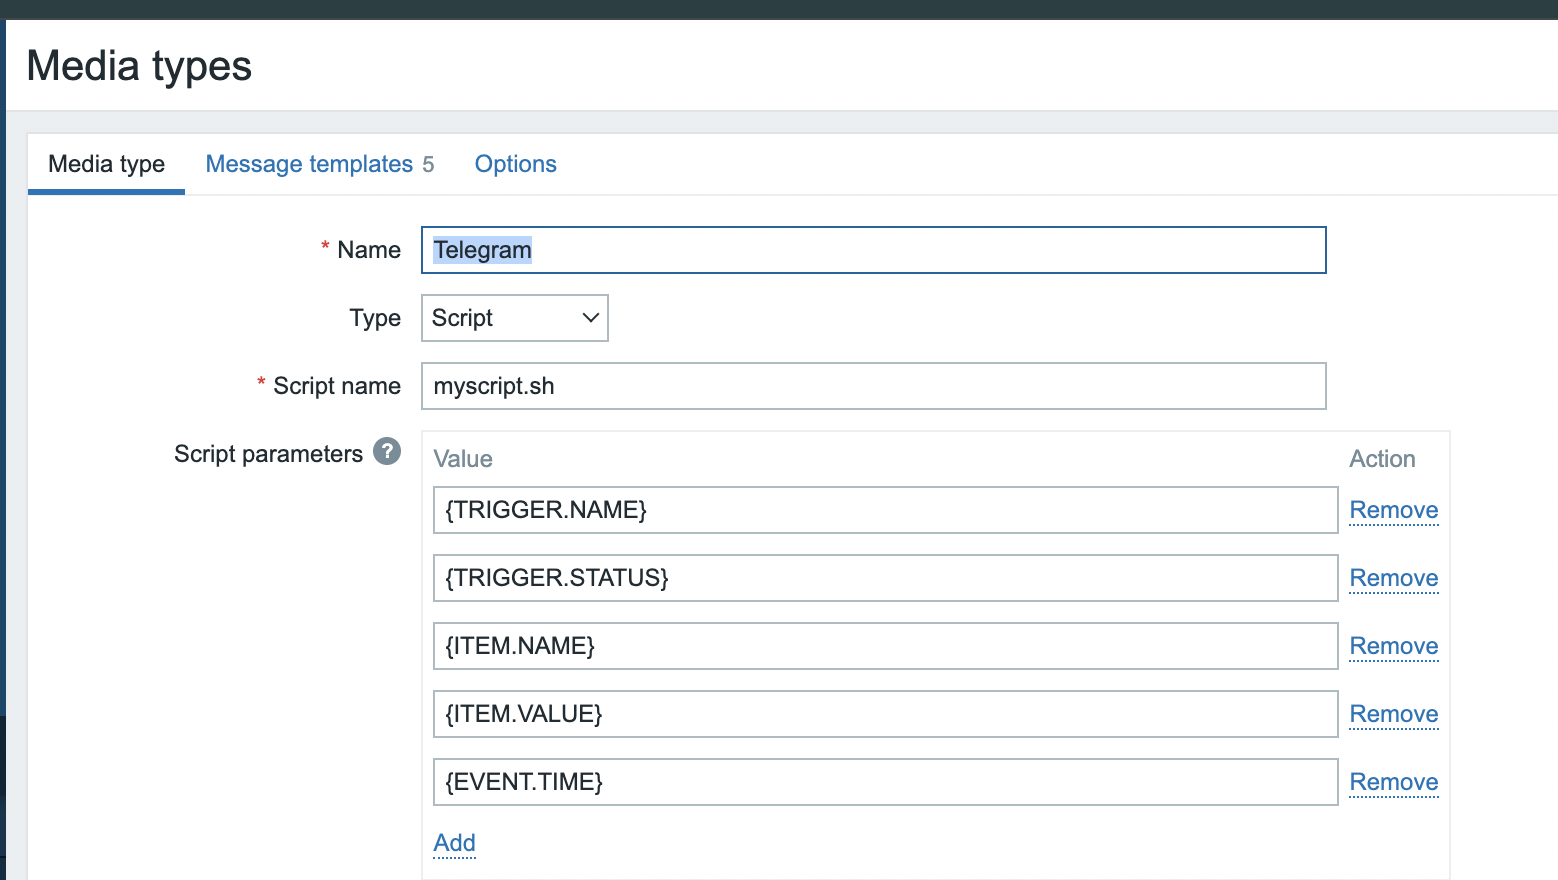 Media types
Media type Message templates 5 Options
* Name Telegram
Type Script
* Script name myscript.sh
Script parameters ? Value Action
{TRIGGER.NAME} Remove
{TRIGGER.STATUS} Remove
{ITEM.NAME} Remove
{ITEM.VALUE} Remove
{EVENT.TIME} Remove
Add